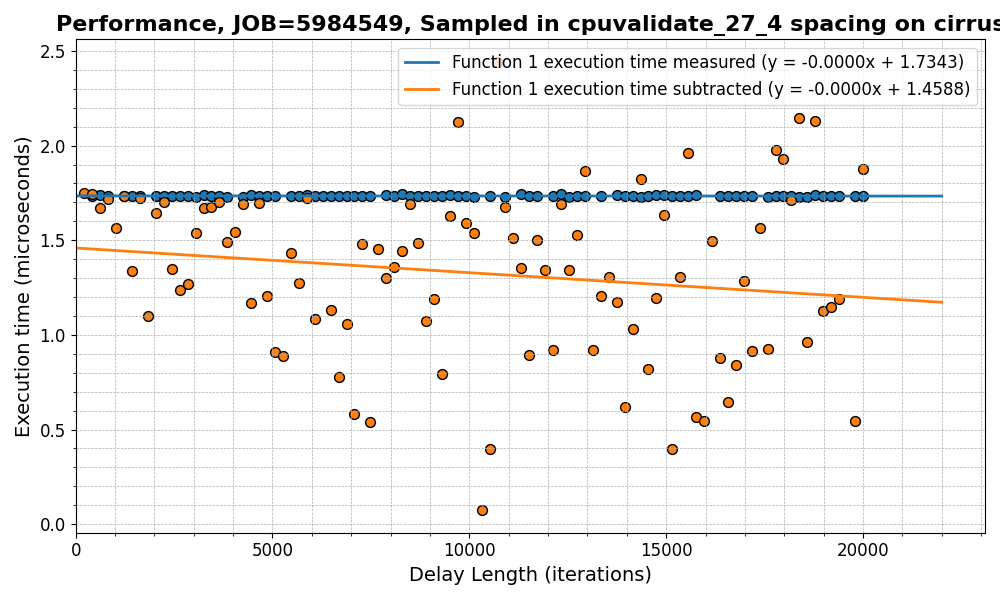 Performance, JOB=5984549, Sampled in cpuvalidate_27_4 spacing on cirrus
Function 1 execution time measured (y = -0.0000x + 1.7343)
Function 1 execution time subtracted (y = -0.0000x + 1.4588)
Execution time (microseconds)
2.5
2.0
1.5
1.0
0.5
0.0
0
5000
10000
15000
20000
Delay Length (iterations)